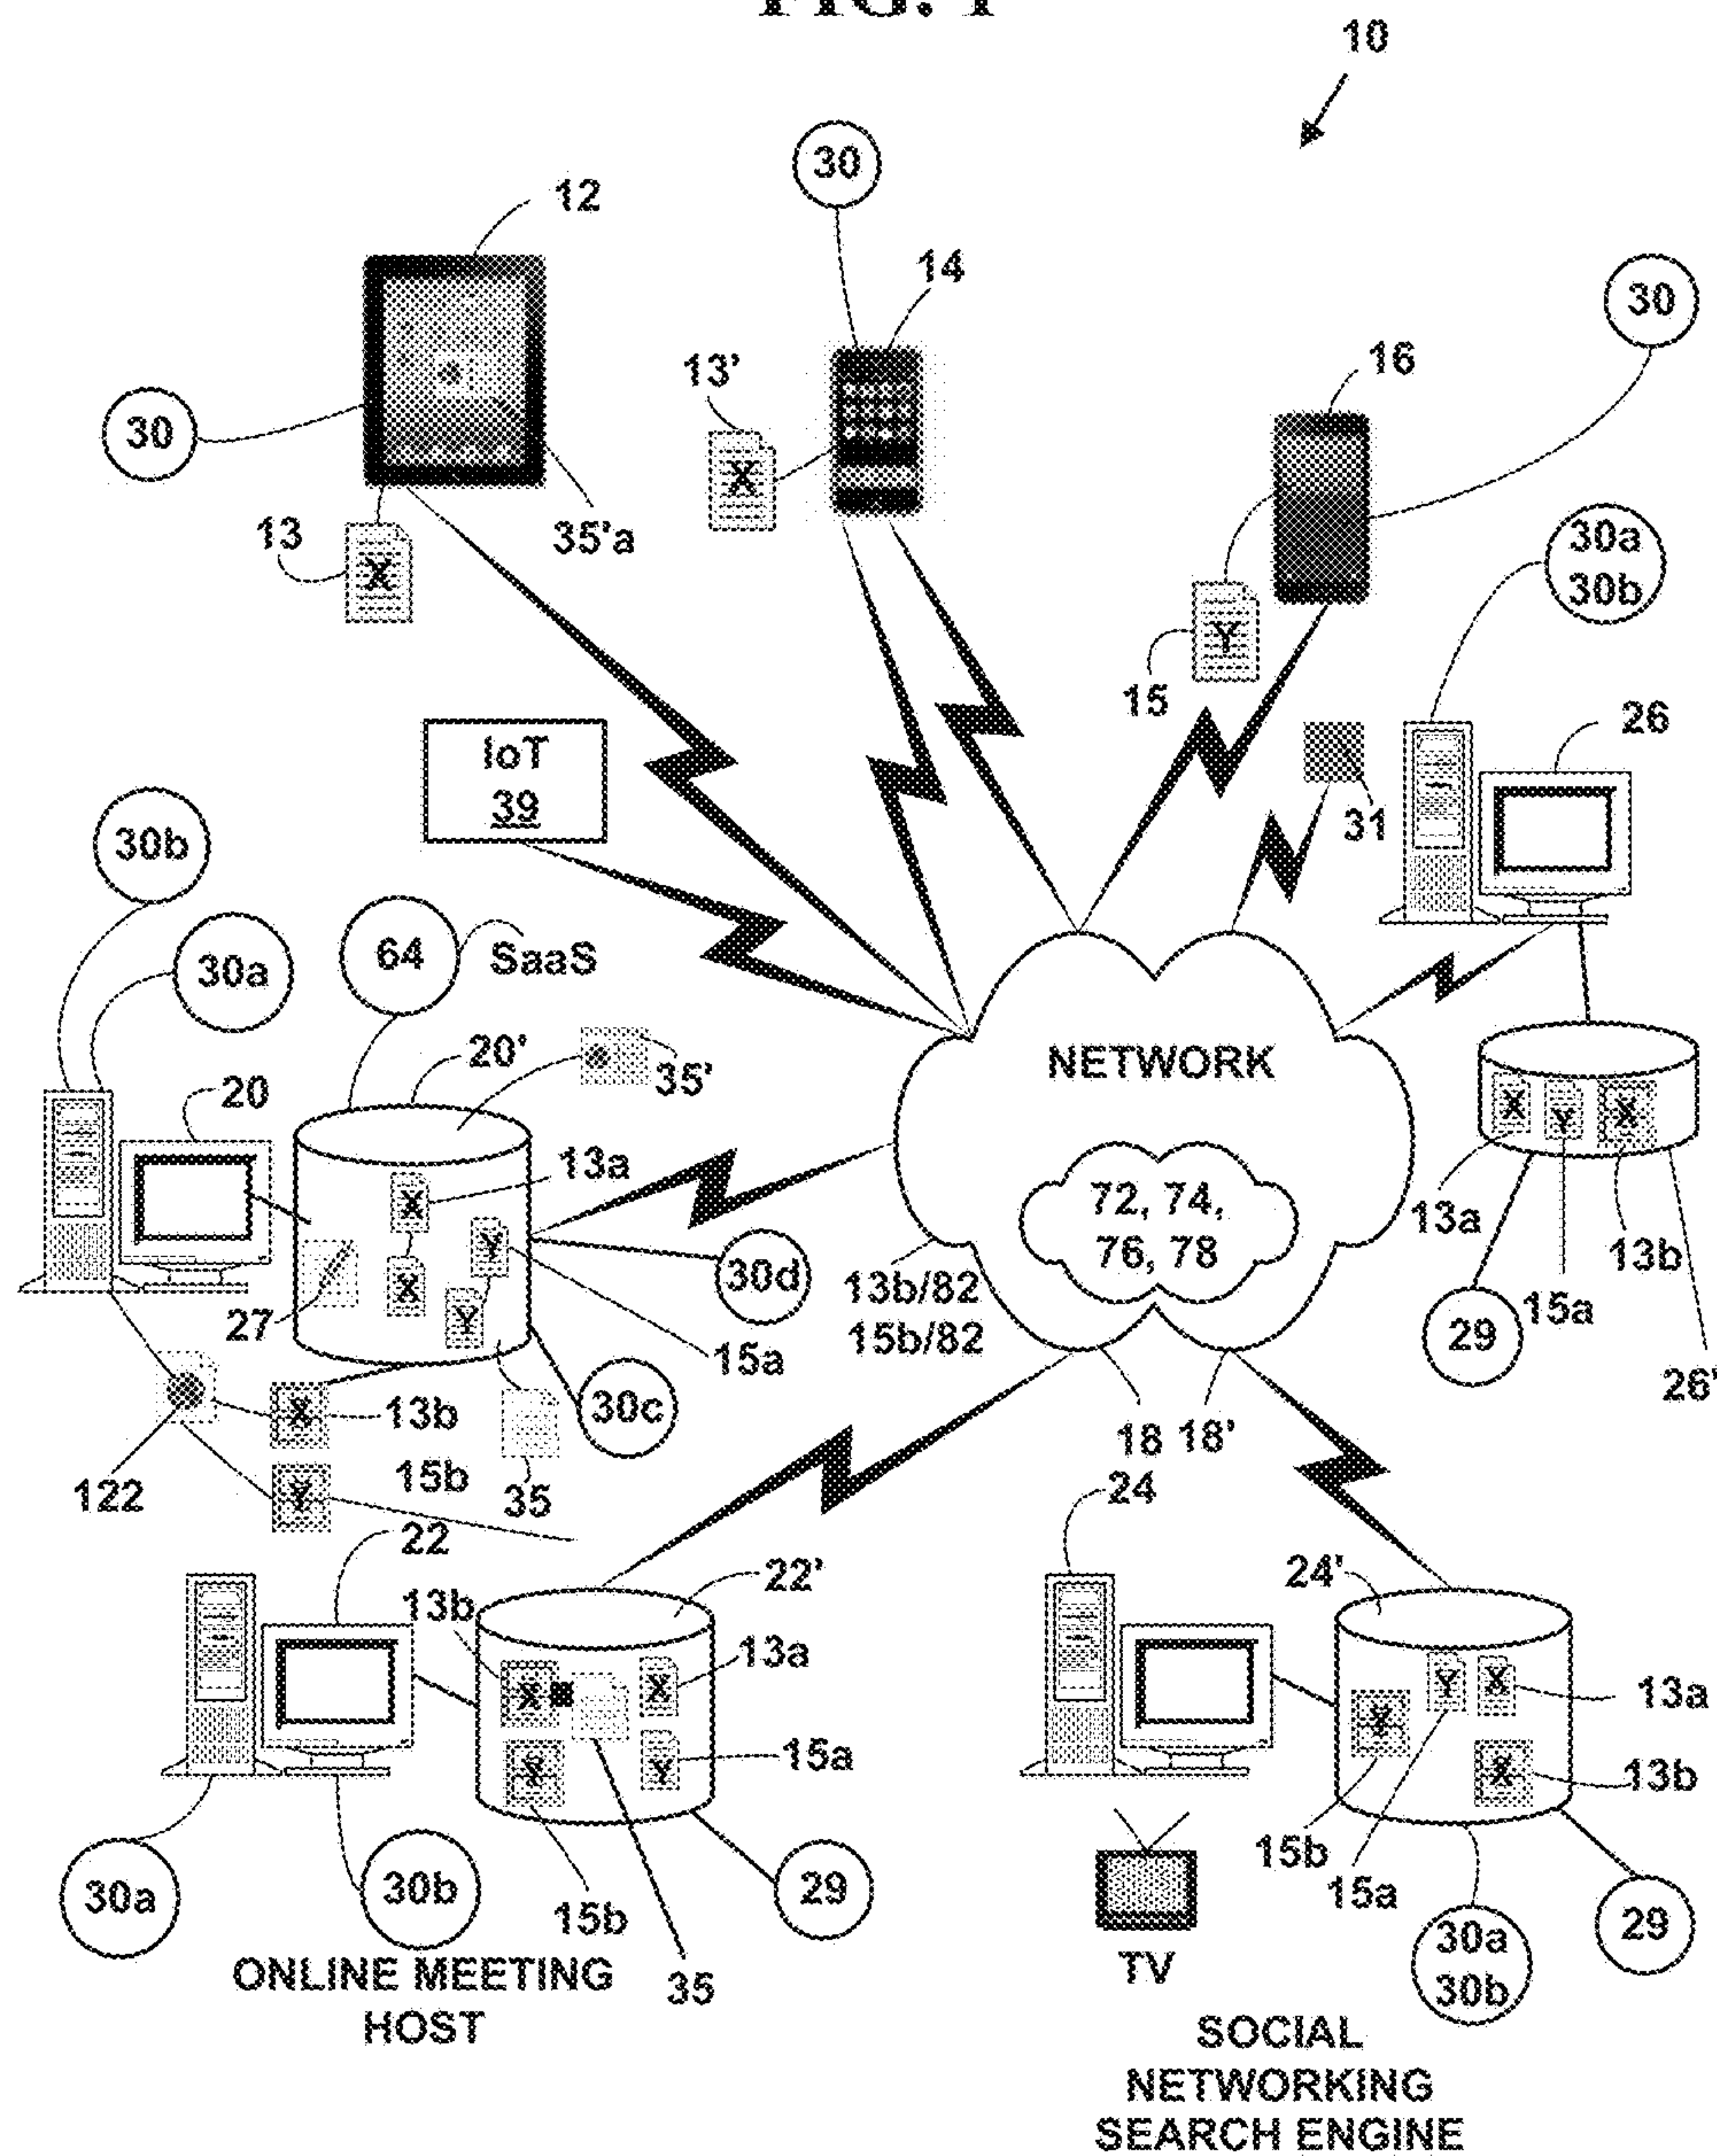 FIG. 1
10
30
12
14
30
13'
16
30
13
X
35'a
X
30a
30b
15
Y
26
IoT
39
31
30b
64
SaaS
30a
20'
35'
NETWORK
20
X
Y
X
13a
X
Y
72, 74,
76, 78
13a
13b
X
30d
13b/82
15a
27
Y
29
15b/82
15a
26'
X
13b
30c
18
18'
122
15b
35
24
Y
22
22'
24'
13b
13a
X
X
Y
X
13a
15a
Y
13b
15b
30a
30b
29
15a
15b
29
30a
TV
30b
ONLINE MEETING
35
HOST
SOCIAL
NETWORKING
SEARCH ENGINE